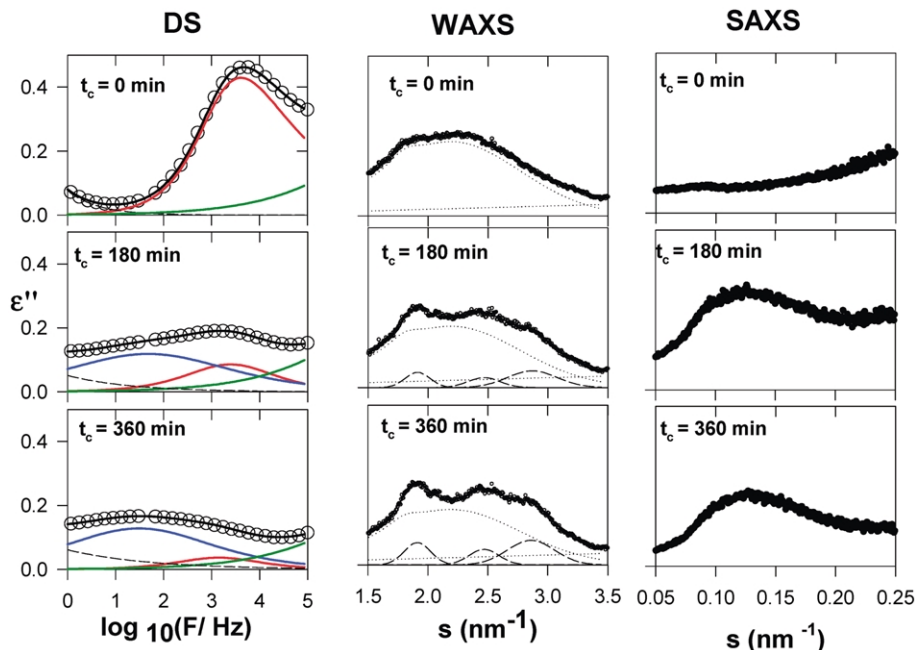 DS
WAXS
SAXS
t_c = 0 min
t_c = 0 min
t_c = 0 min
0.4
0.2
0.0
t_c = 180 min
t_c = 180 min
t_c = 180 min
ε''
0.4
0.2
0.0
t_c = 360 min
t_c = 360 min
t_c = 360 min
0.4
0.2
0.0
0 1 2 3 4 5
1.5 2.0 2.5 3.0 3.5
0.05 0.10 0.15 0.20 0.25
log 10(F/ Hz)
s (nm⁻¹)
s (nm ⁻¹)